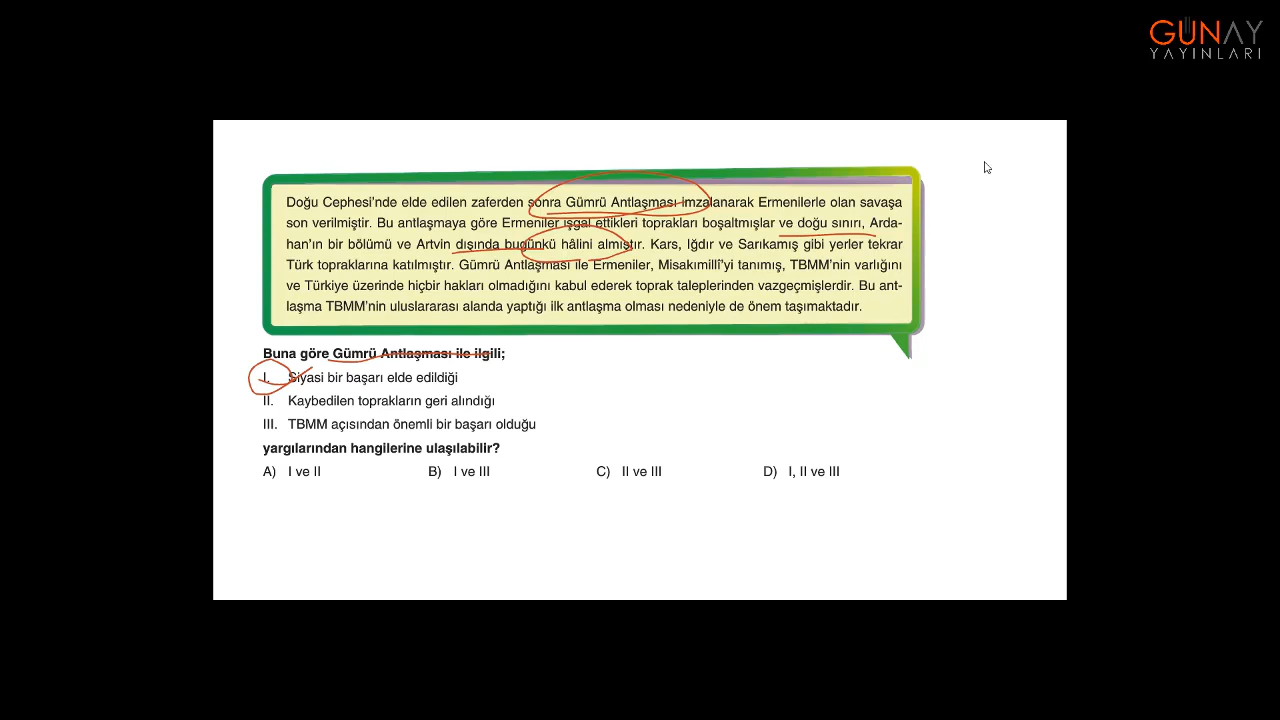 GÜNAY
YAYINLARI
Doğu Cephesi'nde elde edilen zaferden sonra Gümrü Antlaşması imzalanarak Ermenilerle olan savaşa
son verilmiştir. Bu antlaşmaya göre Ermeniler işgal ettikleri toprakları boşaltmışlar ve doğu sınırı, Arda-
han'ın bir bölümü ve Artvin dışında bugünkü hâlini almıştır. Kars, Iğdır ve Sarıkamış gibi yerler tekrar
Türk topraklarına katılmıştır. Gümrü Antlaşması ile Ermeniler, Misakımillî'yi tanımış, TBMM'nin varlığını
ve Türkiye üzerinde hiçbir hakları olmadığını kabul ederek toprak taleplerinden vazgeçmişlerdir. Bu ant-
laşma TBMM'nin uluslararası alanda yaptığı ilk antlaşma olması nedeniyle de önem taşımaktadır.
Buna göre Gümrü Antlaşması ile ilgili;
I. Siyasi bir başarı elde edildiği
II. Kaybedilen toprakların geri alındığı
III. TBMM açısından önemli bir başarı olduğu
yargılarından hangilerine ulaşılabilir?
A) I ve II B) I ve III C) II ve III D) I, II ve III